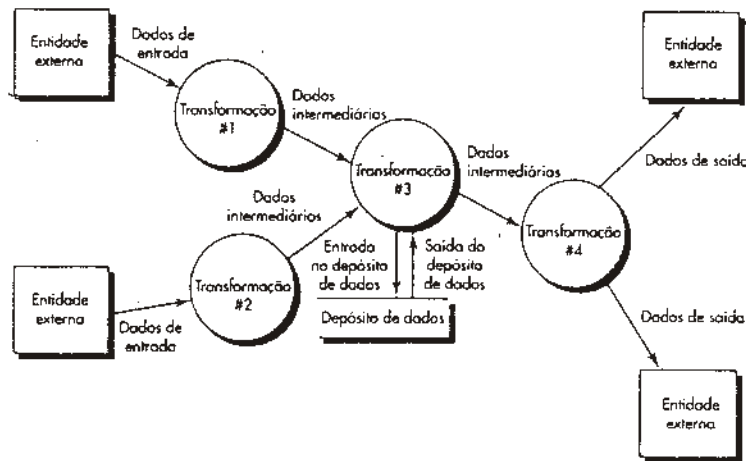 Entidade
externa
Dados de
entrada
Transformação
#1
Dados
intermediários
Entidade
externa
Dados de saída
Transformação
#3
Dados
intermediários
Transformação
#4
Dados
intermediários
Entidade
externa
Dados de
entrada
Transformação
#2
Entrada
no depósito
de dados
Saída do
depósito
de dados
Depósito de dados
Dados de saída
Entidade
externa